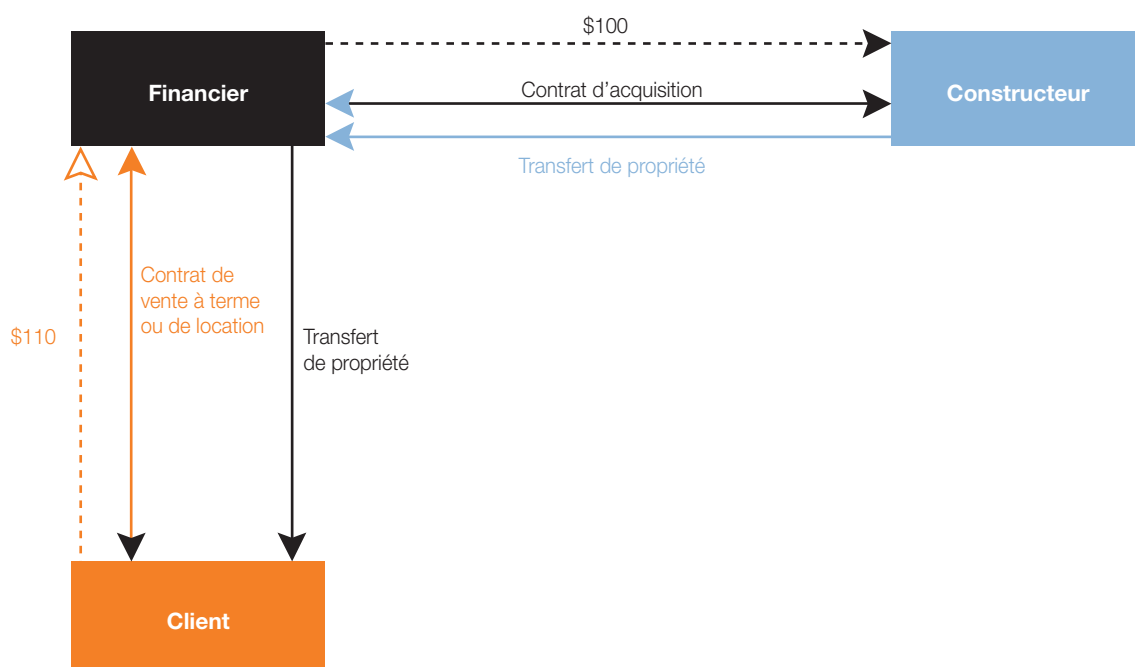 $100
Financier
Contrat d’acquisition
Constructeur
Transfert de propriété
Contrat de
vente à terme
ou de location
$110
Transfert
de propriété
Client